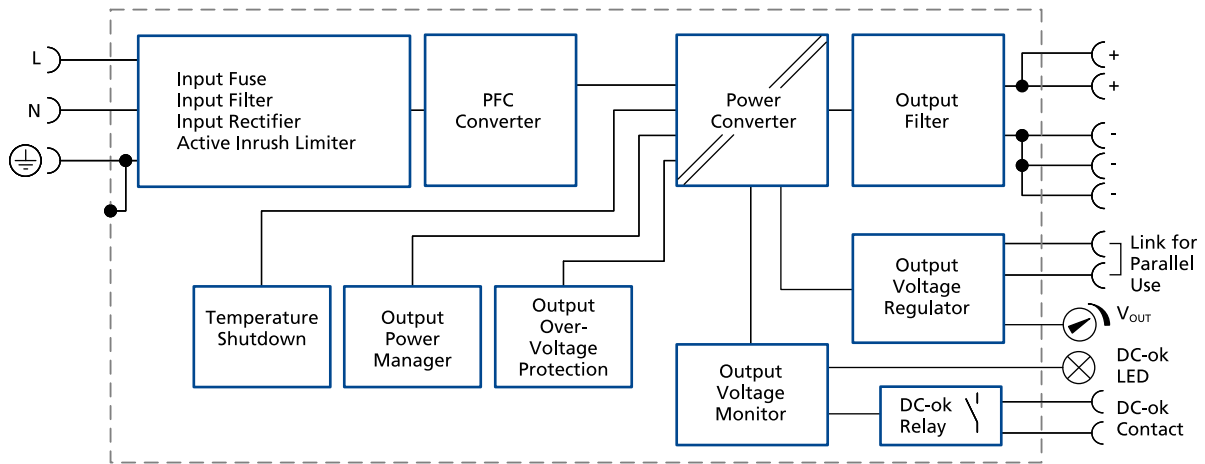 L
N
Input Fuse
Input Filter
Input Rectifier
Active Inrush Limiter
PFC
Converter
Power
Converter
Output
Filter
+
+
-
-
-
Temperature
Shutdown
Output
Power
Manager
Output
Over-
Voltage
Protection
Output
Voltage
Regulator
Link for
Parallel
Use
VOUT
Output
Voltage
Monitor
DC-ok
LED
DC-ok
Relay
DC-ok
Contact